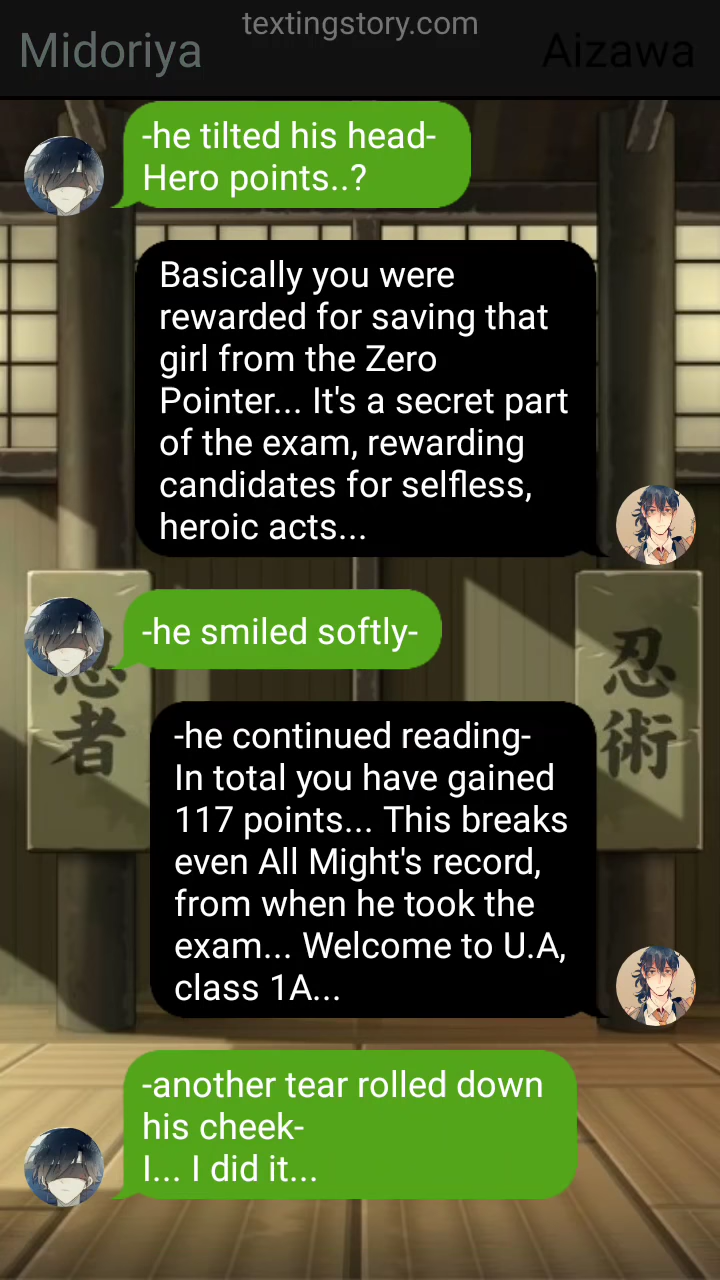 textingstory.com
Midoriya
Aizawa
-he tilted his head-
Hero points..?
Basically you were
rewarded for saving that
girl from the Zero
Pointer... It's a secret part
of the exam, rewarding
candidates for selfless,
heroic acts...
-he smiled softly-
忍者
忍術
-he continued reading-
In total you have gained
117 points... This breaks
even All Might's record,
from when he took the
exam... Welcome to U.A,
class 1A...
-another tear rolled down
his cheek-
I... I did it...